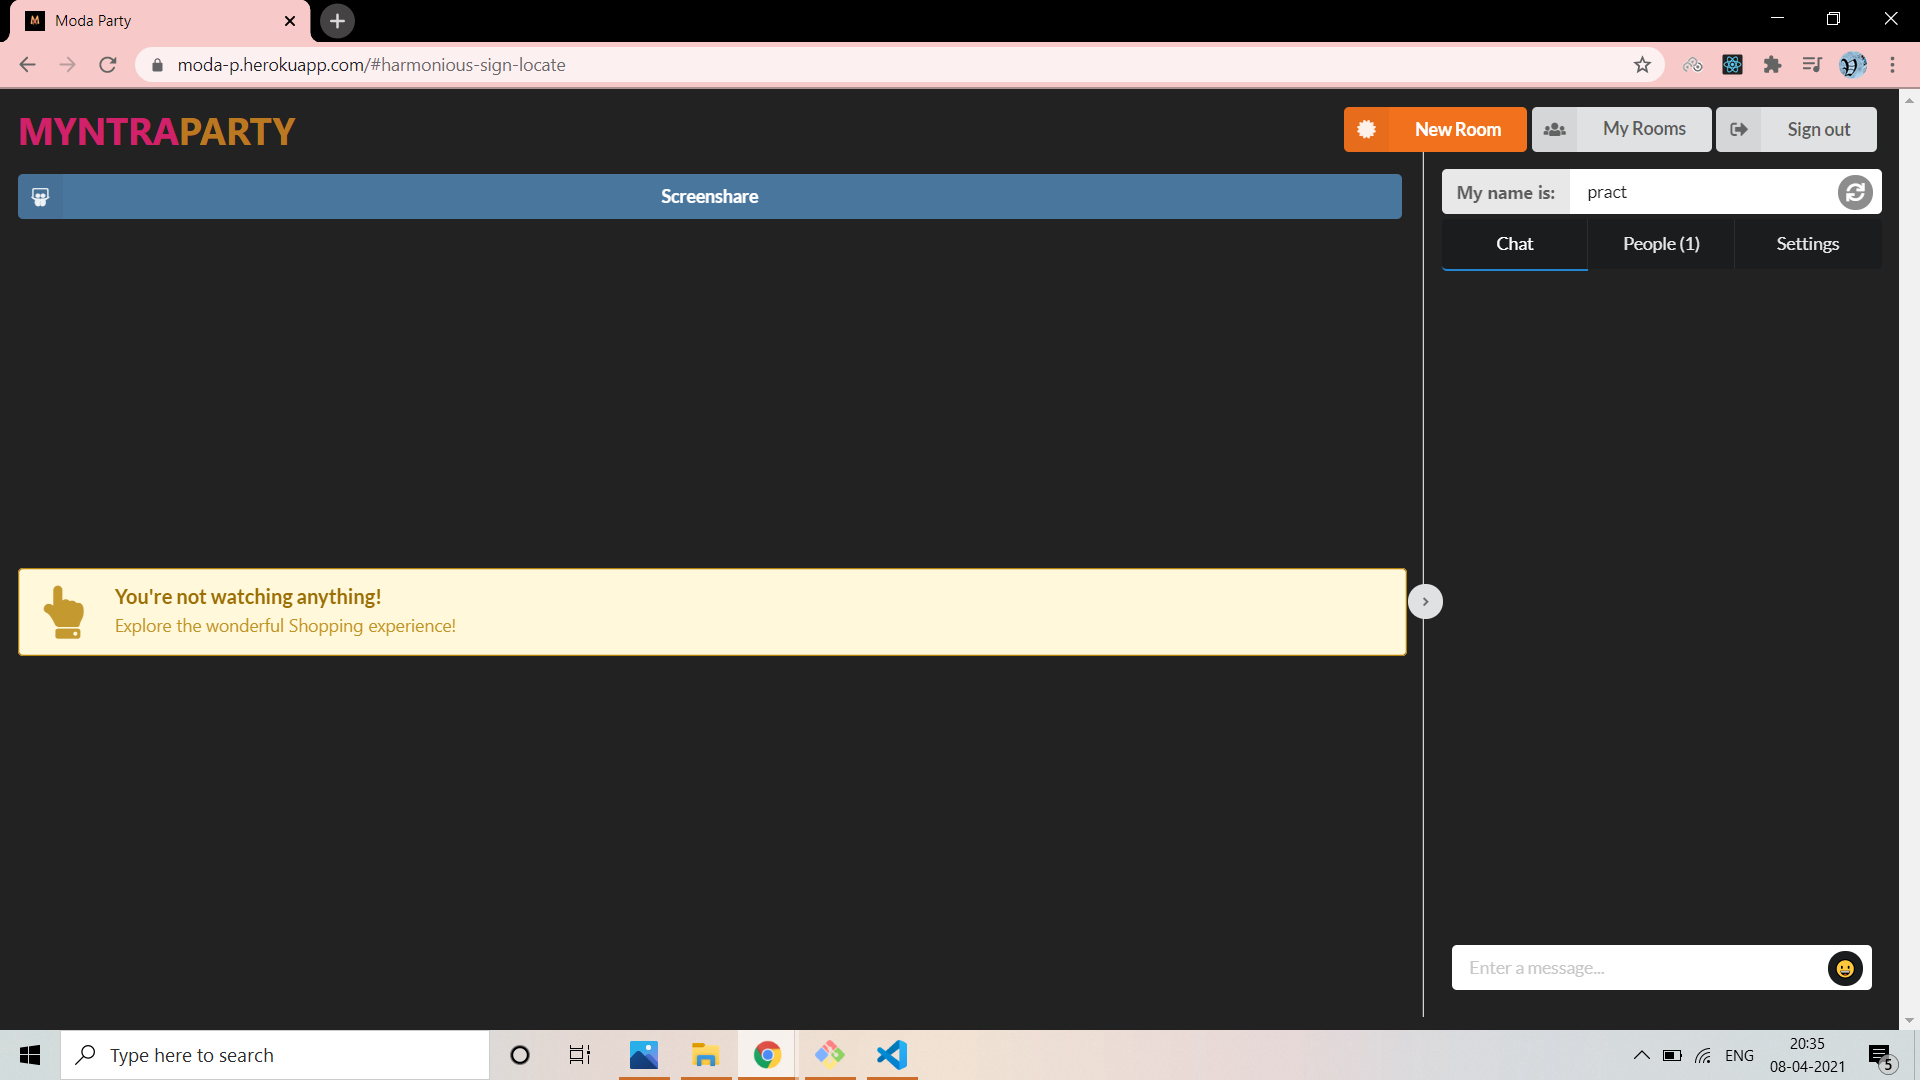 Moda Party
moda-p.herokuapp.com/#harmonious-sign-locate
MYNTRAPARTY
New Room
My Rooms
Sign out
Screenshare
My name is:
pract
Chat
People (1)
Settings
You're not watching anything!
Explore the wonderful Shopping experience!
Enter a message...
Type here to search
ENG
20:35
08-04-2021
5